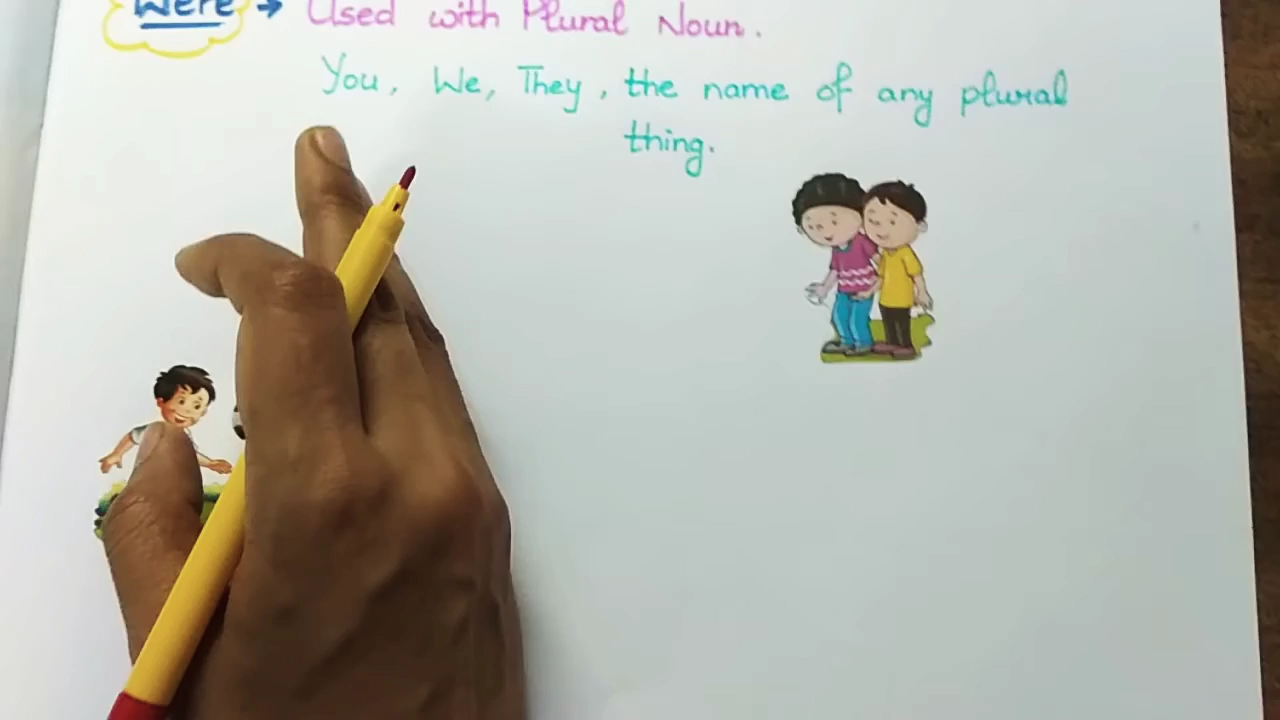 Were → Used with Plural Noun.
You, We, They, the name of any plural
thing.